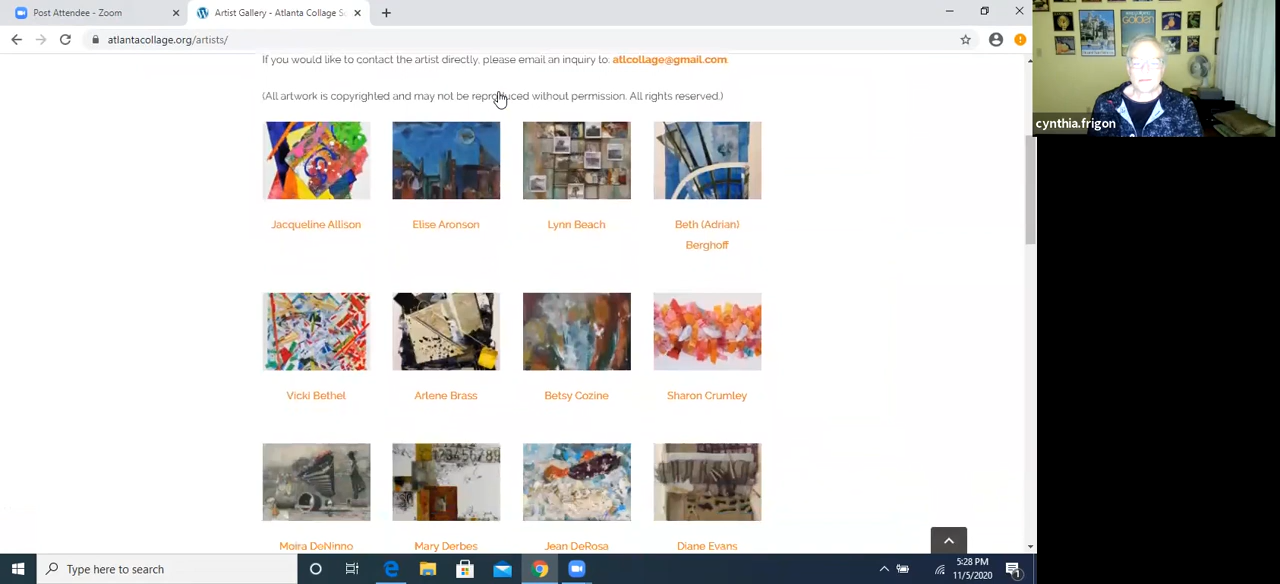 Post Attendee - Zoom
Artist Gallery - Atlanta Collage S
atlantacollage.org/artists/
If you would like to contact the artist directly, please email an inquiry to: atlcollage@gmail.com.
(All artwork is copyrighted and may not be reproduced without permission. All rights reserved.)
Jacqueline Allison
Elise Aronson
Lynn Beach
Beth (Adrian)
Berghoff
Vicki Bethel
Arlene Brass
Betsy Cozine
Sharon Crumley
123456789
Moira DeNinno
Mary Derbes
Jean DeRosa
Diane Evans
Type here to search
5:28 PM
11/5/2020
1
Golden
cynthia.frigon